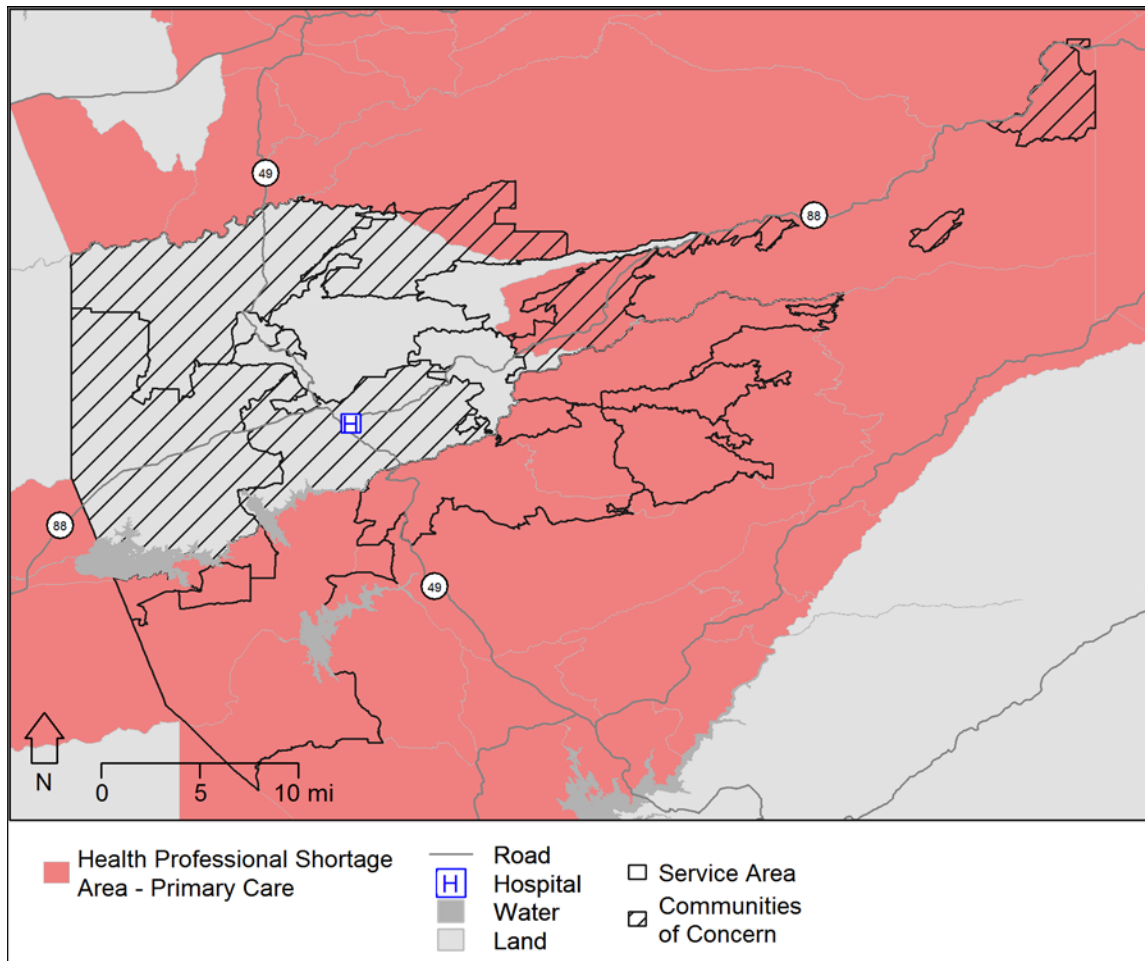 49
88
H
88
49
N
0 5 10 mi
Health Professional Shortage
Area - Primary Care
Road
H Hospital
Water
Land
Service Area
Communities
of Concern